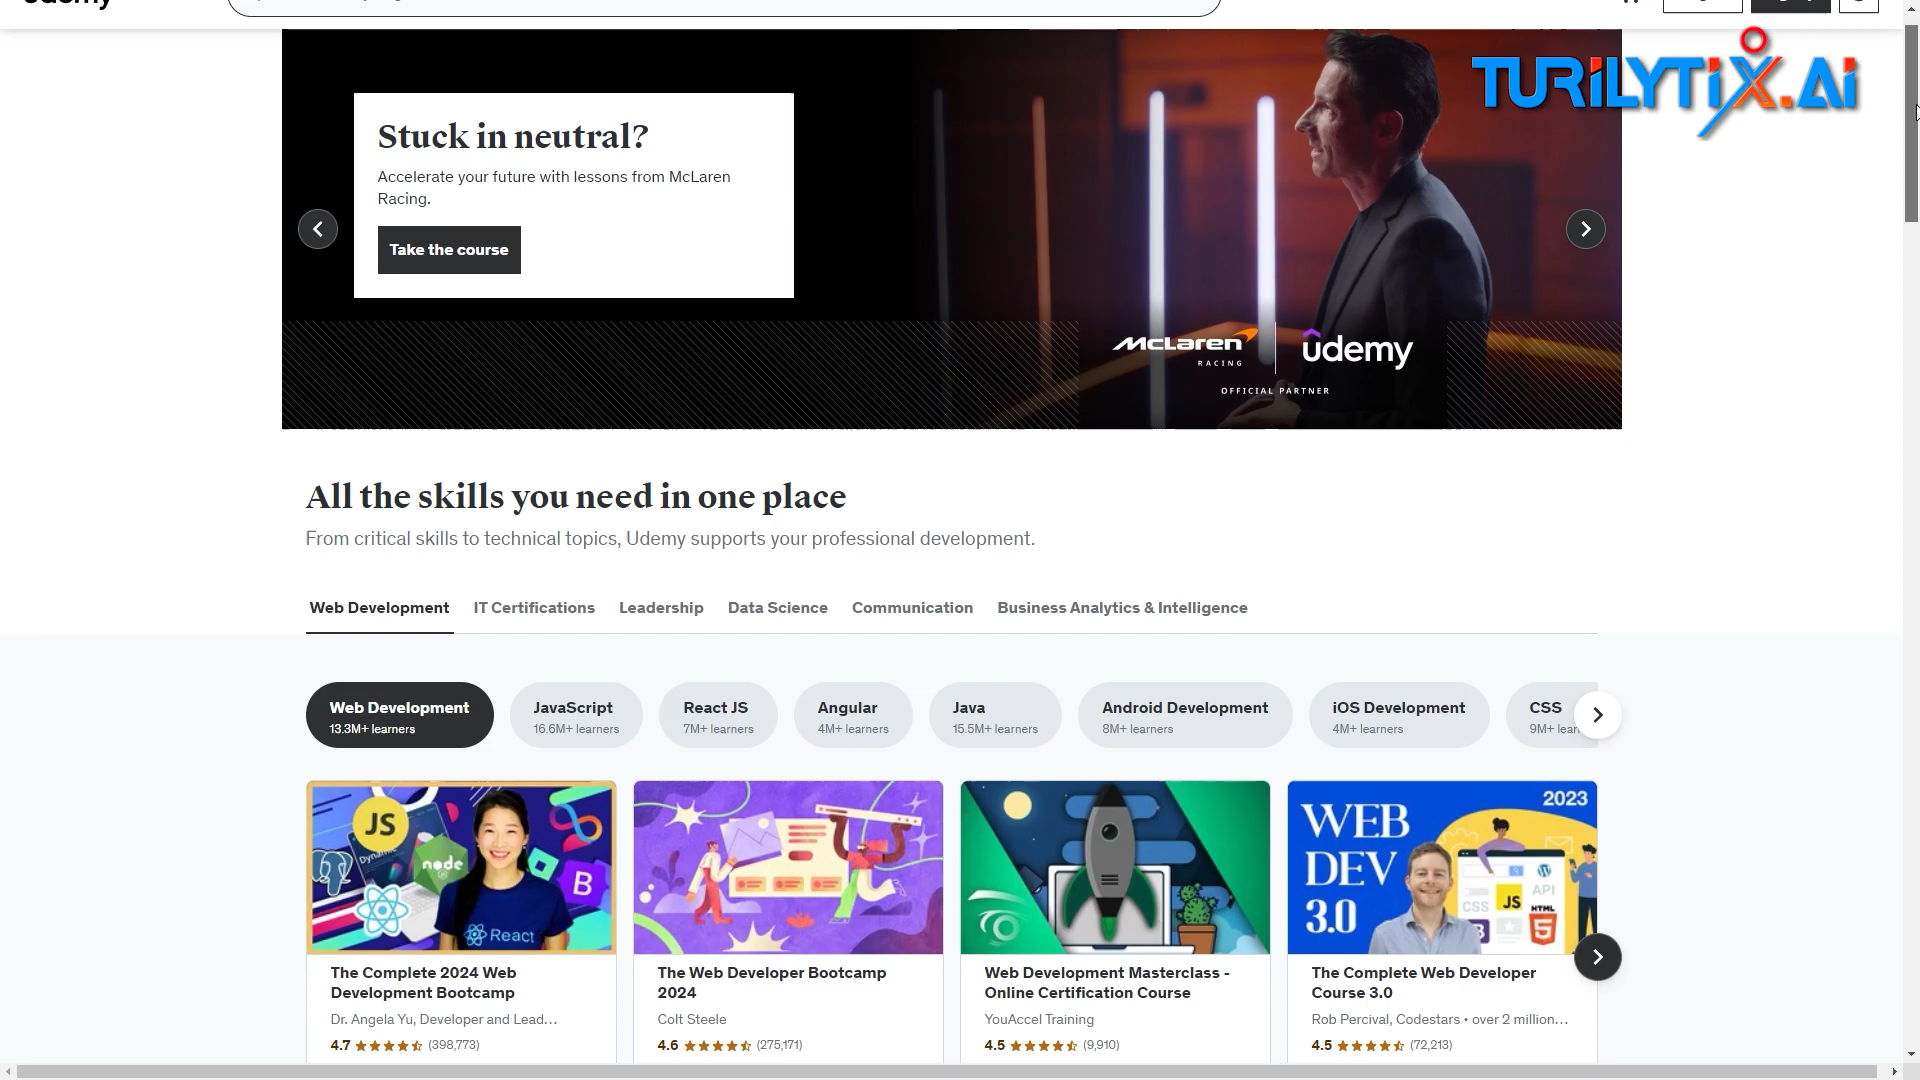 TURiLYTiX.Ai
Stuck in neutral?
Accelerate your future with lessons from McLaren
Racing.
Take the course
McLaren
RACING
udemy
OFFICIAL PARTNER
All the skills you need in one place
From critical skills to technical topics, Udemy supports your professional development.
Web Development IT Certifications Leadership Data Science Communication Business Analytics & Intelligence
Web Development JavaScript React JS Angular Java Android Development iOS Development CSS
13.3M+ learners 16.6M+ learners 7M+ learners 4M+ learners 15.5M+ learners 8M+ learners 4M+ learners 9M+ lear
JS
node
B
React
2023
WEB
DEV
3.0
API
CSS
JS
HTML
5
The Complete 2024 Web
Development Bootcamp
Dr. Angela Yu, Developer and Lead…
4.7 (398,773)
The Web Developer Bootcamp
2024
Colt Steele
4.6 (275,171)
Web Development Masterclass -
Online Certification Course
YouAccel Training
4.5 (9,910)
The Complete Web Developer
Course 3.0
Rob Percival, Codestars • over 2 million…
4.5 (72,213)